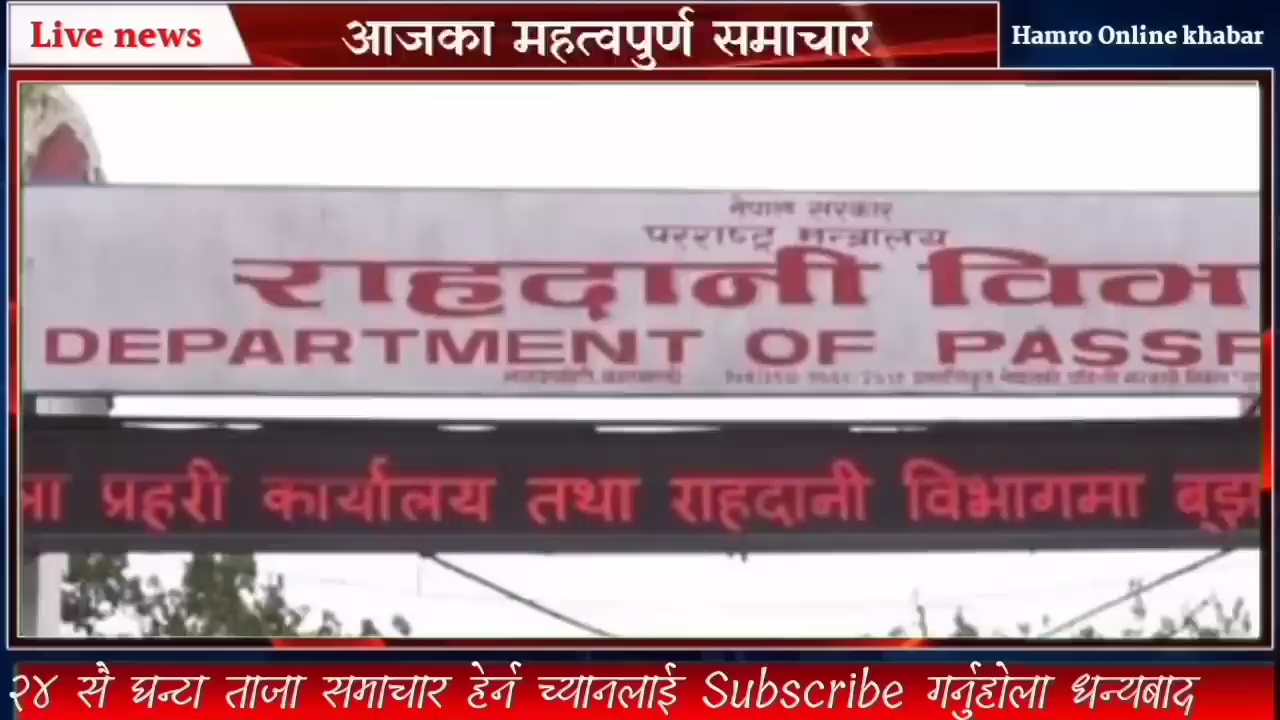 Live news
आजका महत्वपुर्ण समाचार
Hamro Online khabar
नेपाल सरकार
परराष्ट्र मन्त्रालय
राहदानी विभ
DEPARTMENT OF PASSP
त्रा प्रहरी कार्यालय तथा राहदानी विभागमा बुझ
२४ सै घन्टा ताजा समाचार हेर्न च्यानलाई Subscribe गर्नुहोला धन्यबाद